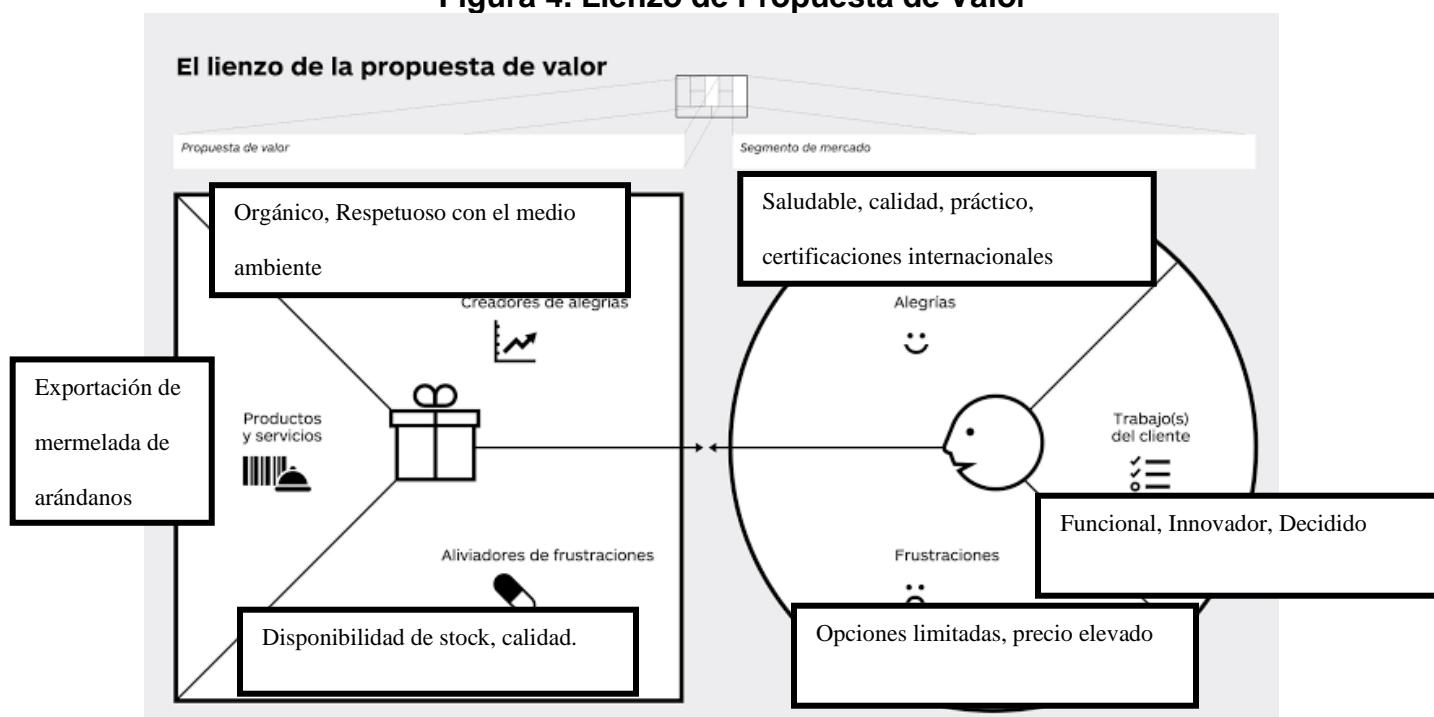 Figura 4. Lienzo de Propuesta de Valor
El lienzo de la propuesta de valor
Propuesta de valor
Segmento de mercado
Orgánico, Respetuoso con el medio
ambiente
Saludable, calidad, práctico,
certificaciones internacionales
Creadores de alegrías
Alegrías
Exportación de
mermelada de
arándanos
Productos
y servicios
Trabajo(s)
del cliente
Funcional, Innovador, Decidido
Aliviadores de frustraciones
Frustraciones
Disponibilidad de stock, calidad.
Opciones limitadas, precio elevado